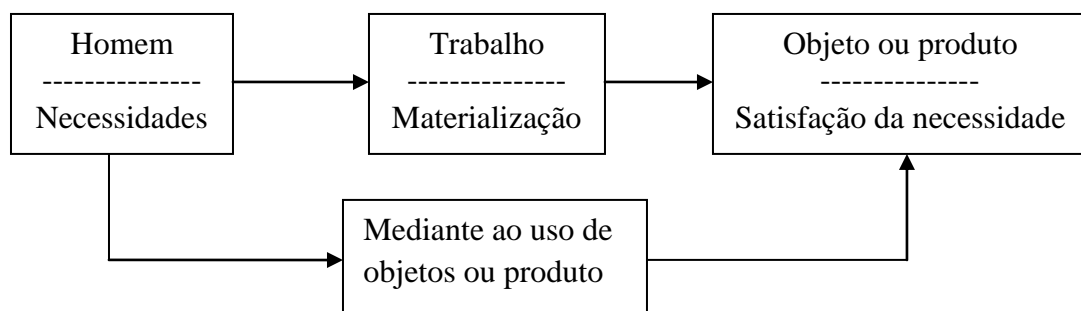 Homem
---------------
Necessidades
Trabalho
---------------
Materialização
Objeto ou produto
---------------
Satisfação da necessidade
Mediante ao uso de
objetos ou produto